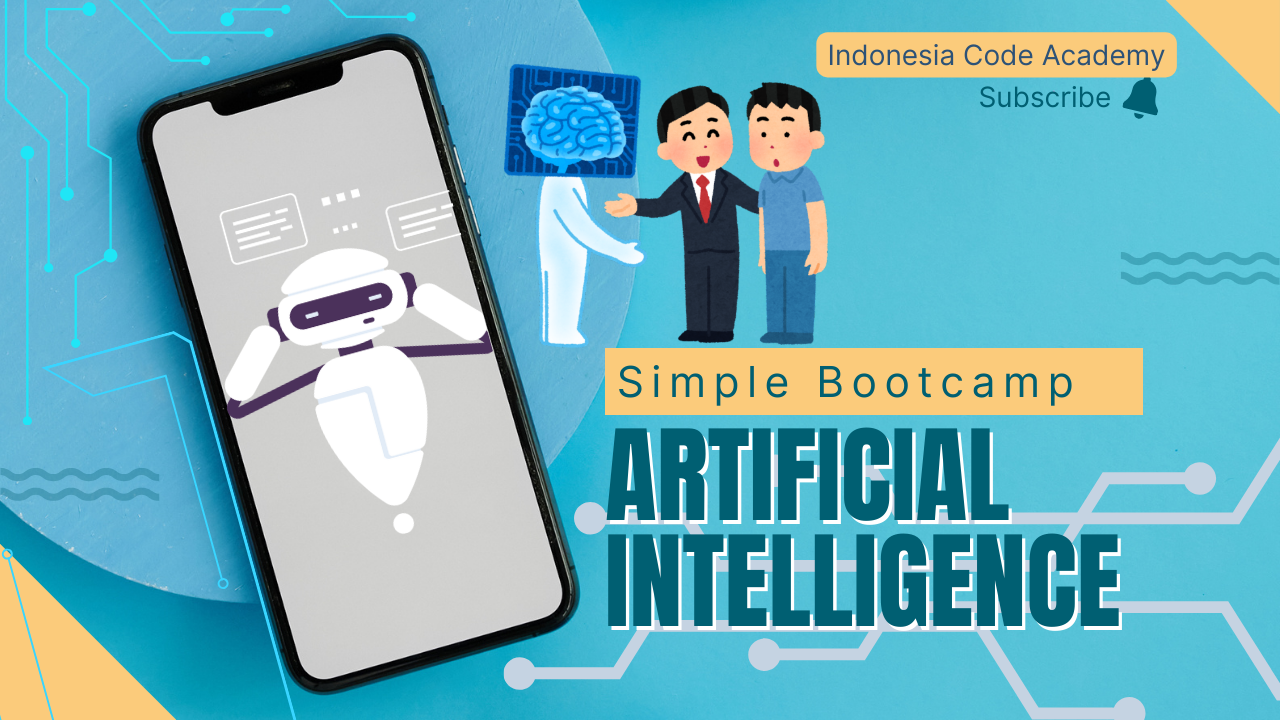 Indonesia Code Academy
Subscribe
Simple Bootcamp
ARTIFICIAL
INTELLIGENCE